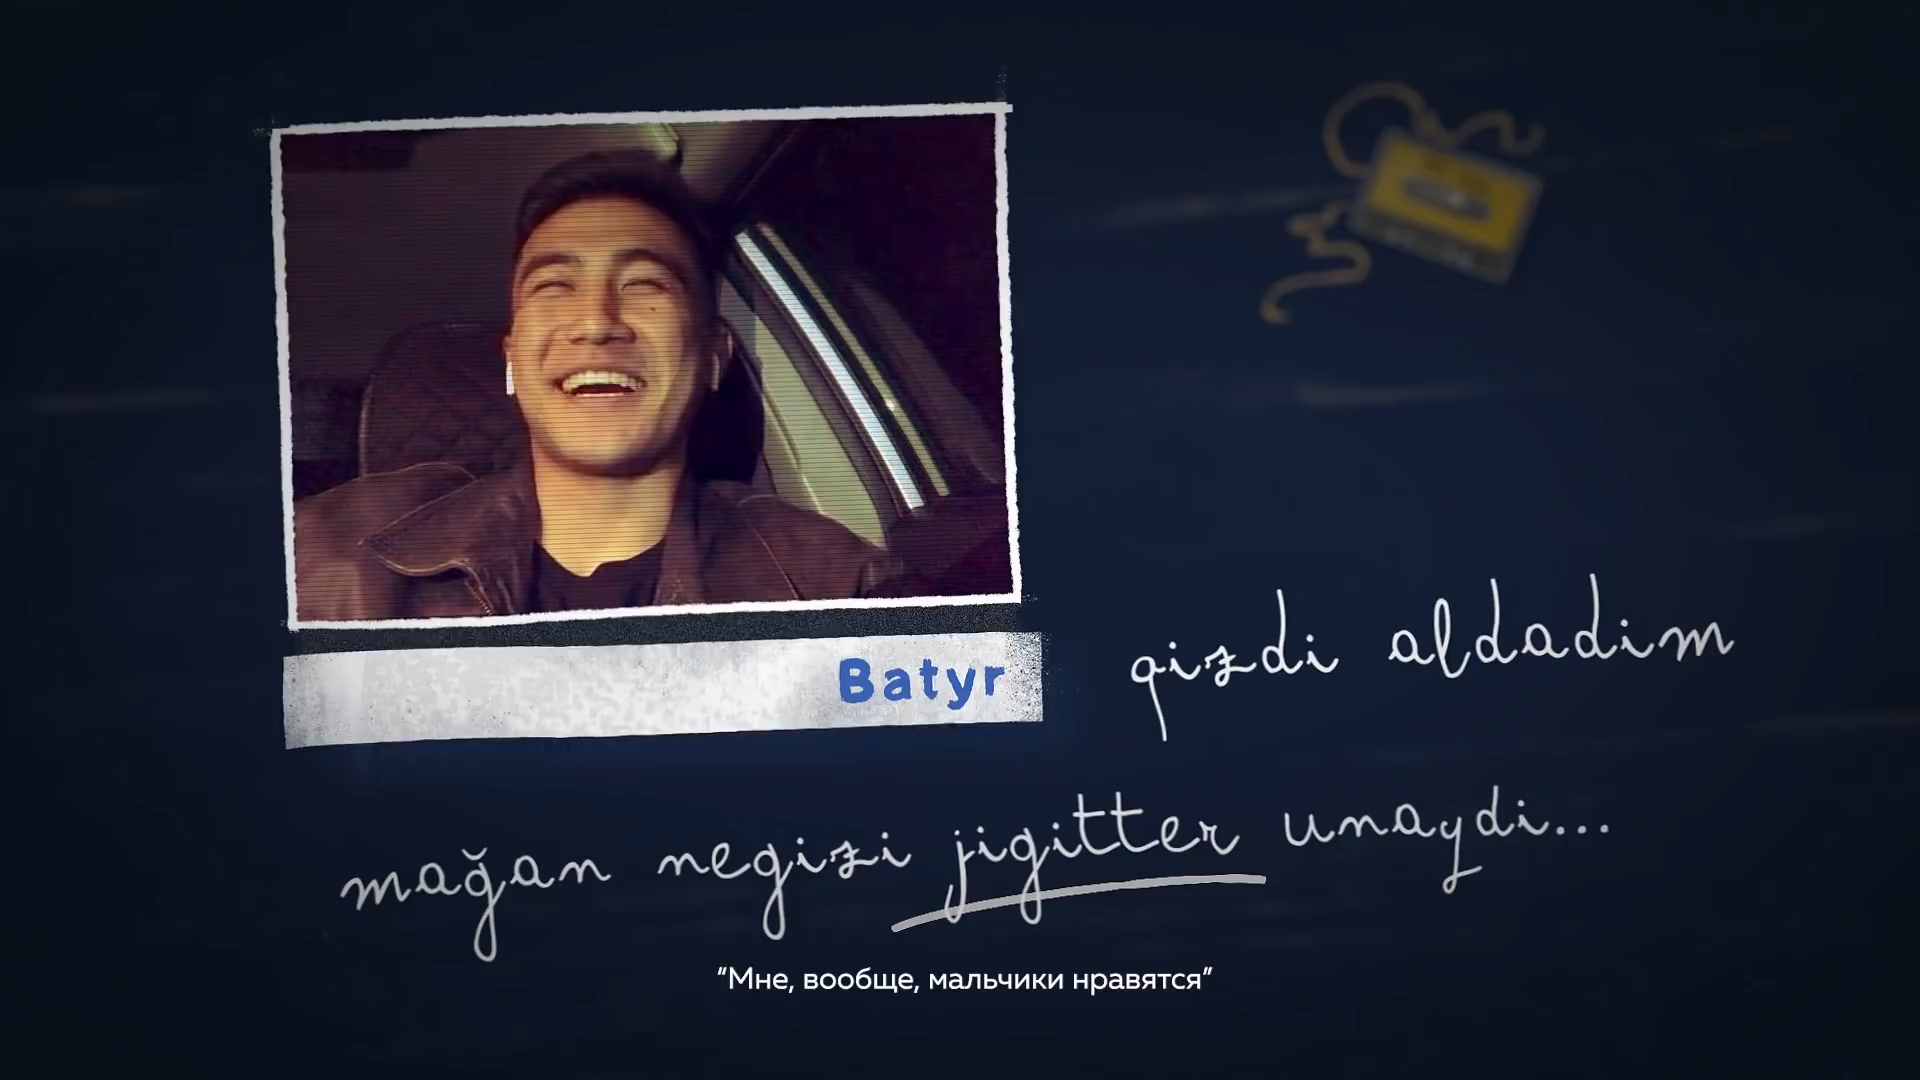 Batyr
qizdi aldadim
mağan negizi jigitter unaydi...
“Мне, вообще, мальчики нравятся”